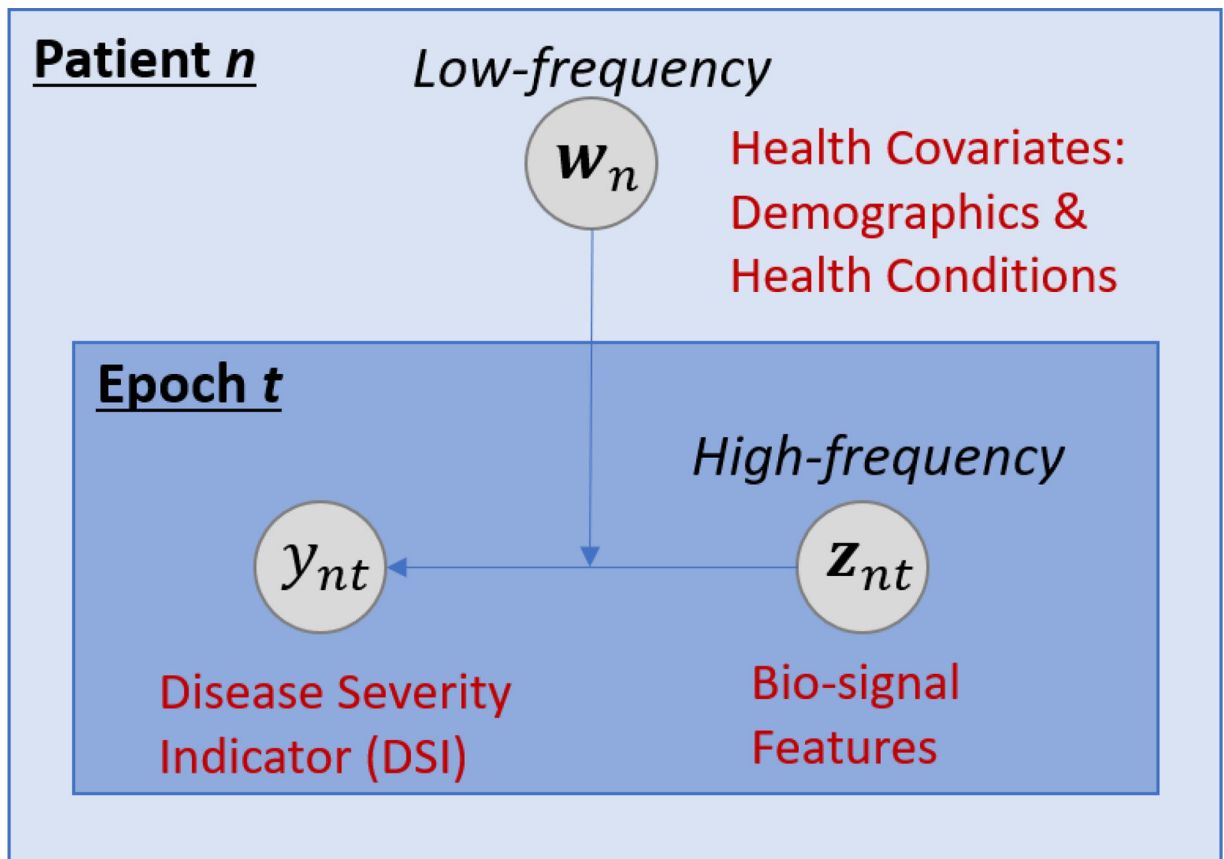 Patient n
Low-frequency
w_n
Health Covariates:
Demographics &
Health Conditions
Epoch t
High-frequency
y_nt
z_nt
Disease Severity
Indicator (DSI)
Bio-signal
Features